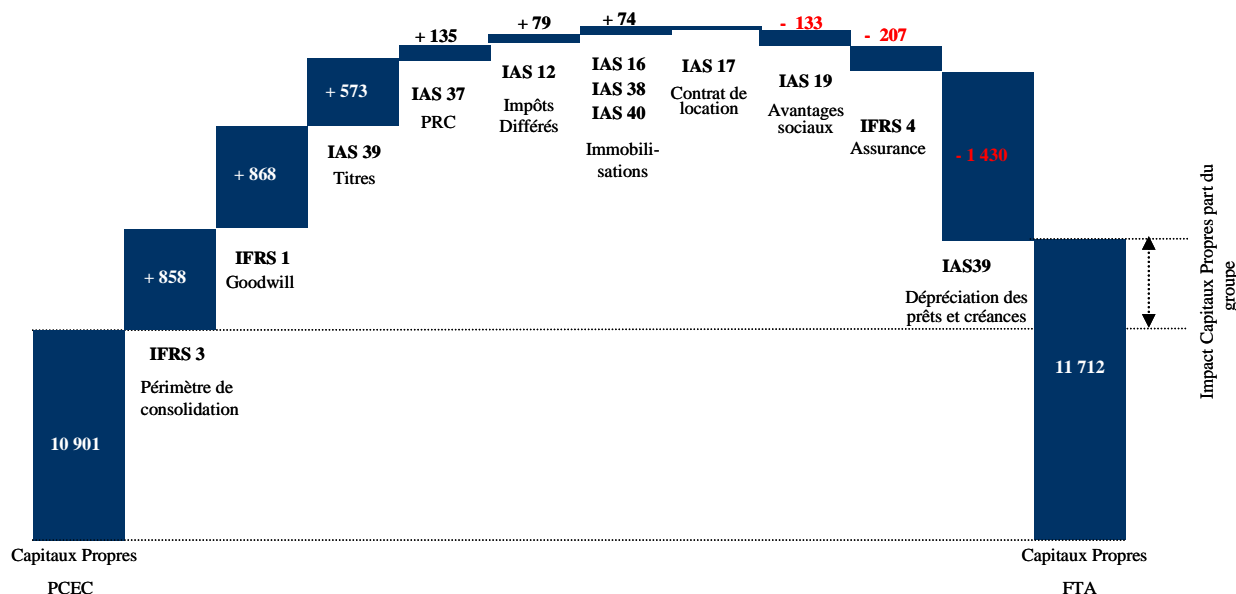 + 135
+ 79
+ 74
- 133
- 207
+ 573
+ 868
+ 858
10 901
- 1 430
11 712
IAS 37
PRC
IAS 12
Impôts
Différés
IAS 16
IAS 38
IAS 40
Immobili-
sations
IAS 17
Contrat de
location
IAS 19
Avantages
sociaux
IFRS 4
Assurance
IAS 39
Titres
IFRS 1
Goodwill
IFRS 3
Périmètre de
consolidation
IAS39
Dépréciation des
prêts et créances
Impact Capitaux Propres part du
groupe
Capitaux Propres
PCEC
Capitaux Propres
FTA